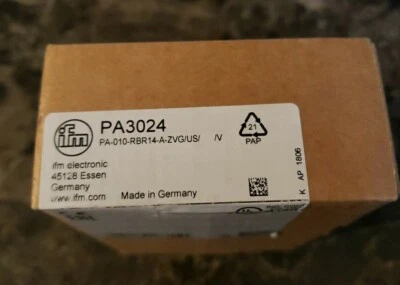 ifm
PA3024
PA-010-RBR14-A-ZVG/US/ /V
ifm electronic
45128 Essen
Germany
www.ifm.com
Made in Germany
21
PAP
K AP 1806